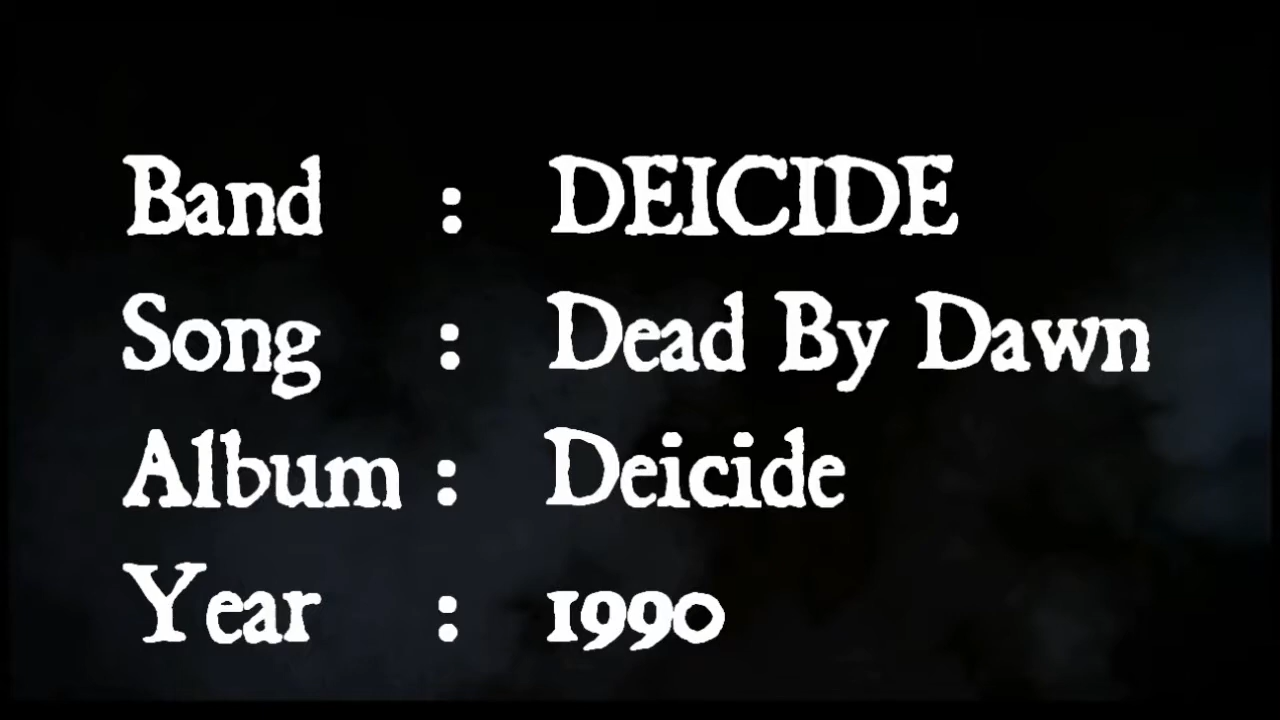 Band : DEICIDE
Song : Dead By Dawn
Album : Deicide
Year : 1990